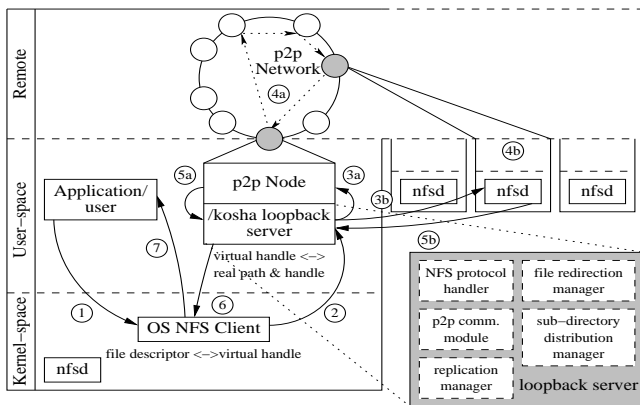 Remote
User−space
Kernel−space
p2p
Network
4a
4b
5a
3a
3b
5b
p2p Node
/kosha loopback
server
Application/
user
nfsd
nfsd
nfsd
7
virtual handle <−>
real path & handle
1
6
2
OS NFS Client
file descriptor <−>virtual handle
nfsd
NFS protocol
handler
file redirection
manager
p2p comm.
module
sub−directory
distribution
manager
replication
manager
loopback server